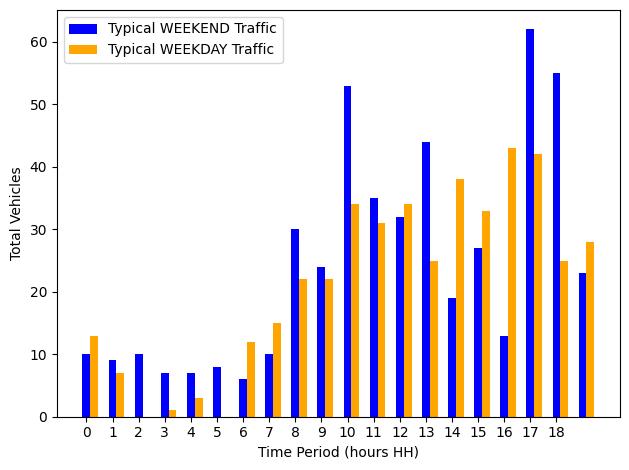 Typical WEEKEND Traffic
Typical WEEKDAY Traffic
60
50
40
30
20
10
0
Total Vehicles
0 1 2 3 4 5 6 7 8 9 10 11 12 13 14 15 16 17 18
Time Period (hours HH)